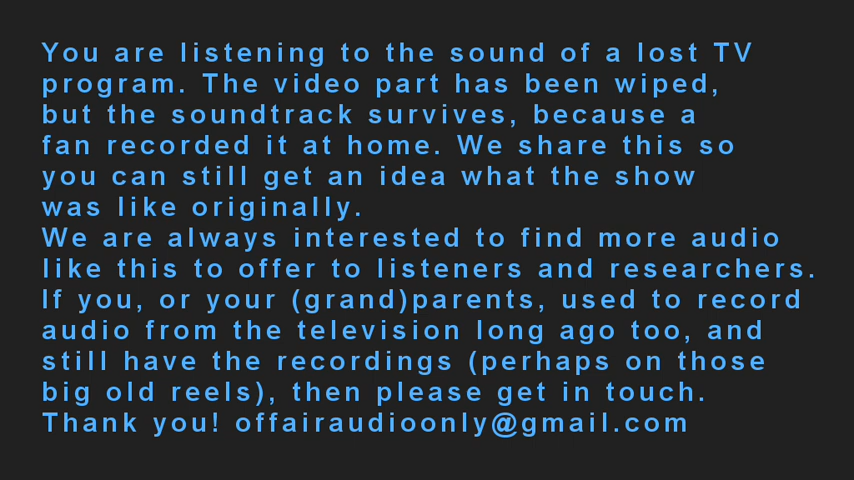 You are listening to the sound of a lost TV
program. The video part has been wiped,
but the soundtrack survives, because a
fan recorded it at home. We share this so
you can still get an idea what the show
was like originally.
We are always interested to find more audio
like this to offer to listeners and researchers.
If you, or your (grand)parents, used to record
audio from the television long ago too, and
still have the recordings (perhaps on those
big old reels), then please get in touch.
Thank you! offairaudioonly@gmail.com